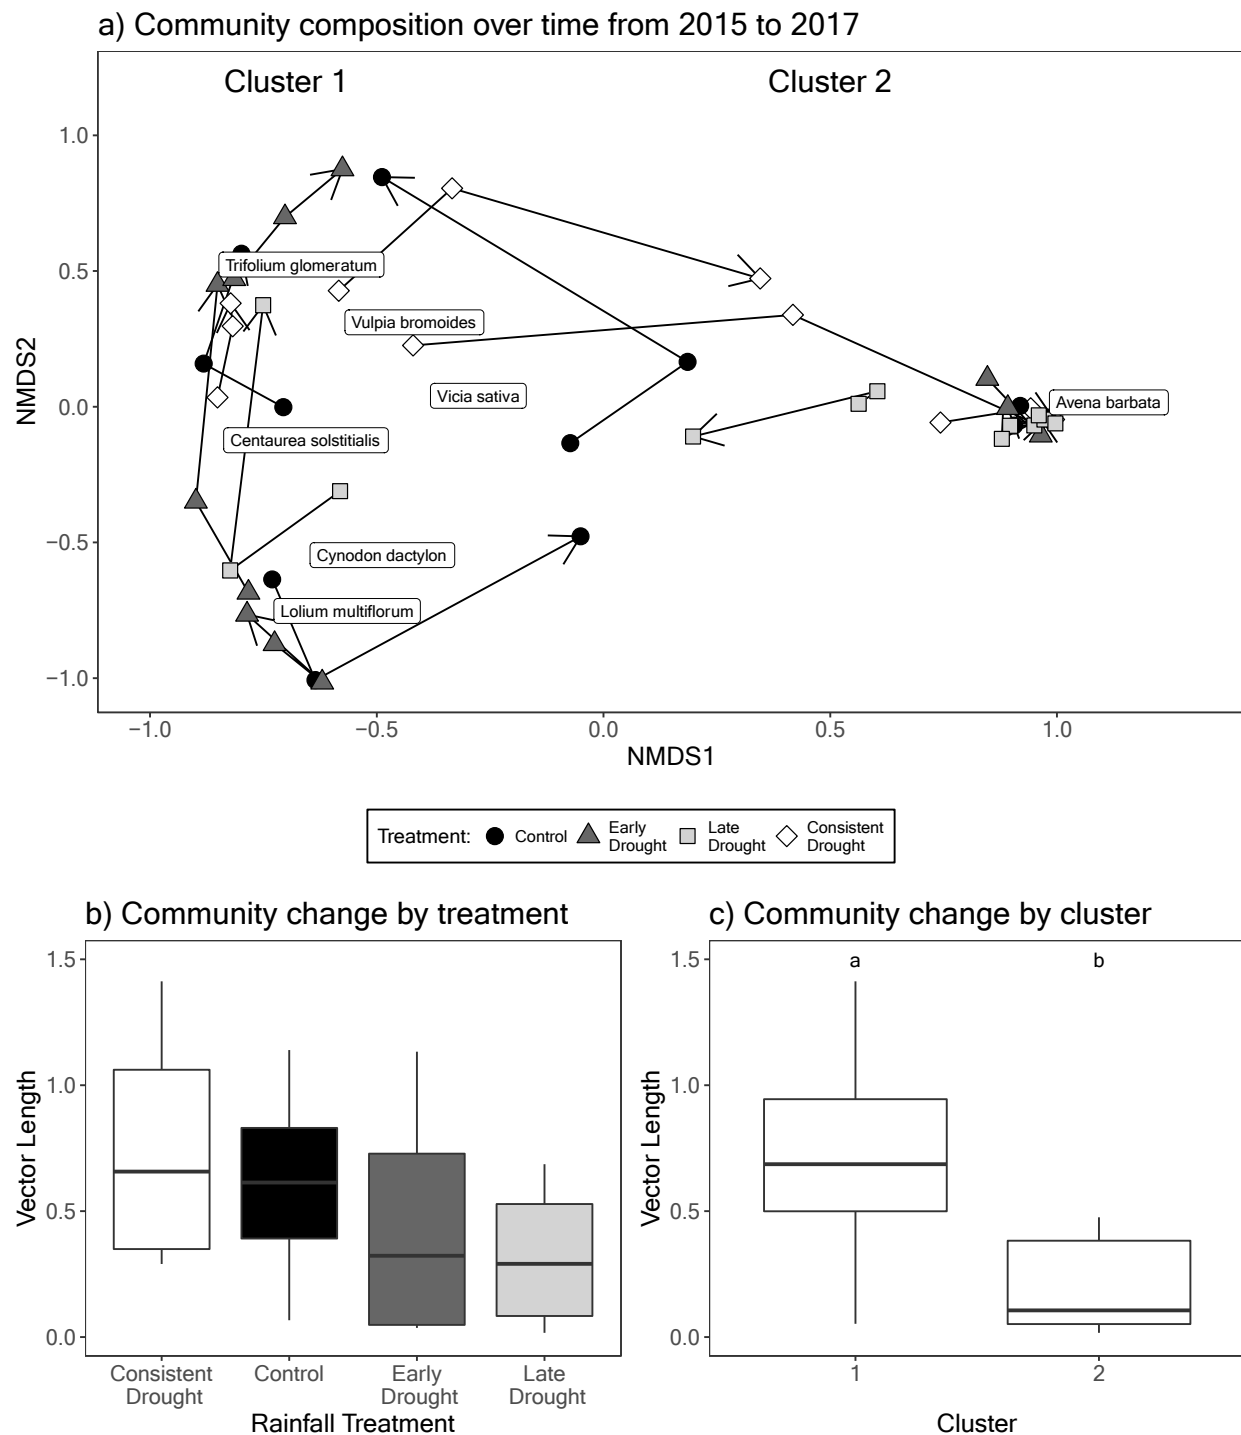 a) Community composition over time from 2015 to 2017
Cluster 1
Cluster 2
1.0
0.5
0.0
−0.5
−1.0
NMDS2
Trifolium glomeratum
Vulpia bromoides
Vicia sativa
Avena barbata
Centaurea solstitialis
Cynodon dactylon
Lolium multiflorum
−1.0
−0.5
0.0
0.5
1.0
NMDS1
Treatment:
Control
Early
Drought
Late
Drought
Consistent
Drought
b) Community change by treatment
1.5
1.0
0.5
0.0
Vector Length
Consistent
Drought
Control
Early
Drought
Late
Drought
Rainfall Treatment
c) Community change by cluster
a
b
1.5
1.0
0.5
0.0
Vector Length
1
2
Cluster